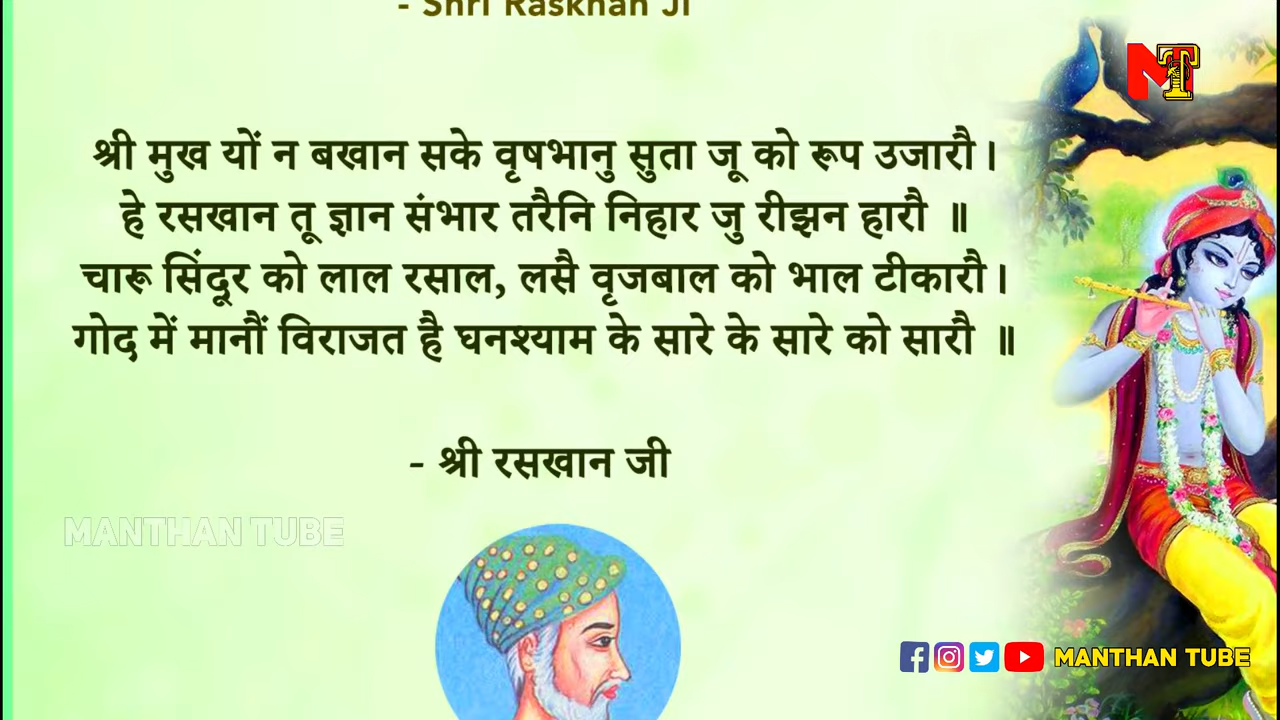 - Shri Raskhan Ji
MT
श्री मुख यों न बखान सके वृषभानु सुता जू को रूप उजारौ।
हे रसखान तू ज्ञान संभार तरैनि निहार जु रीझन हारौ ॥
चारू सिंदूर को लाल रसाल, लसै वृजबाल को भाल टीकारौ।
गोद में मानौं विराजत है घनश्याम के सारे के सारे को सारौ ॥
- श्री रसखान जी
MANTHAN TUBE
MANTHAN TUBE